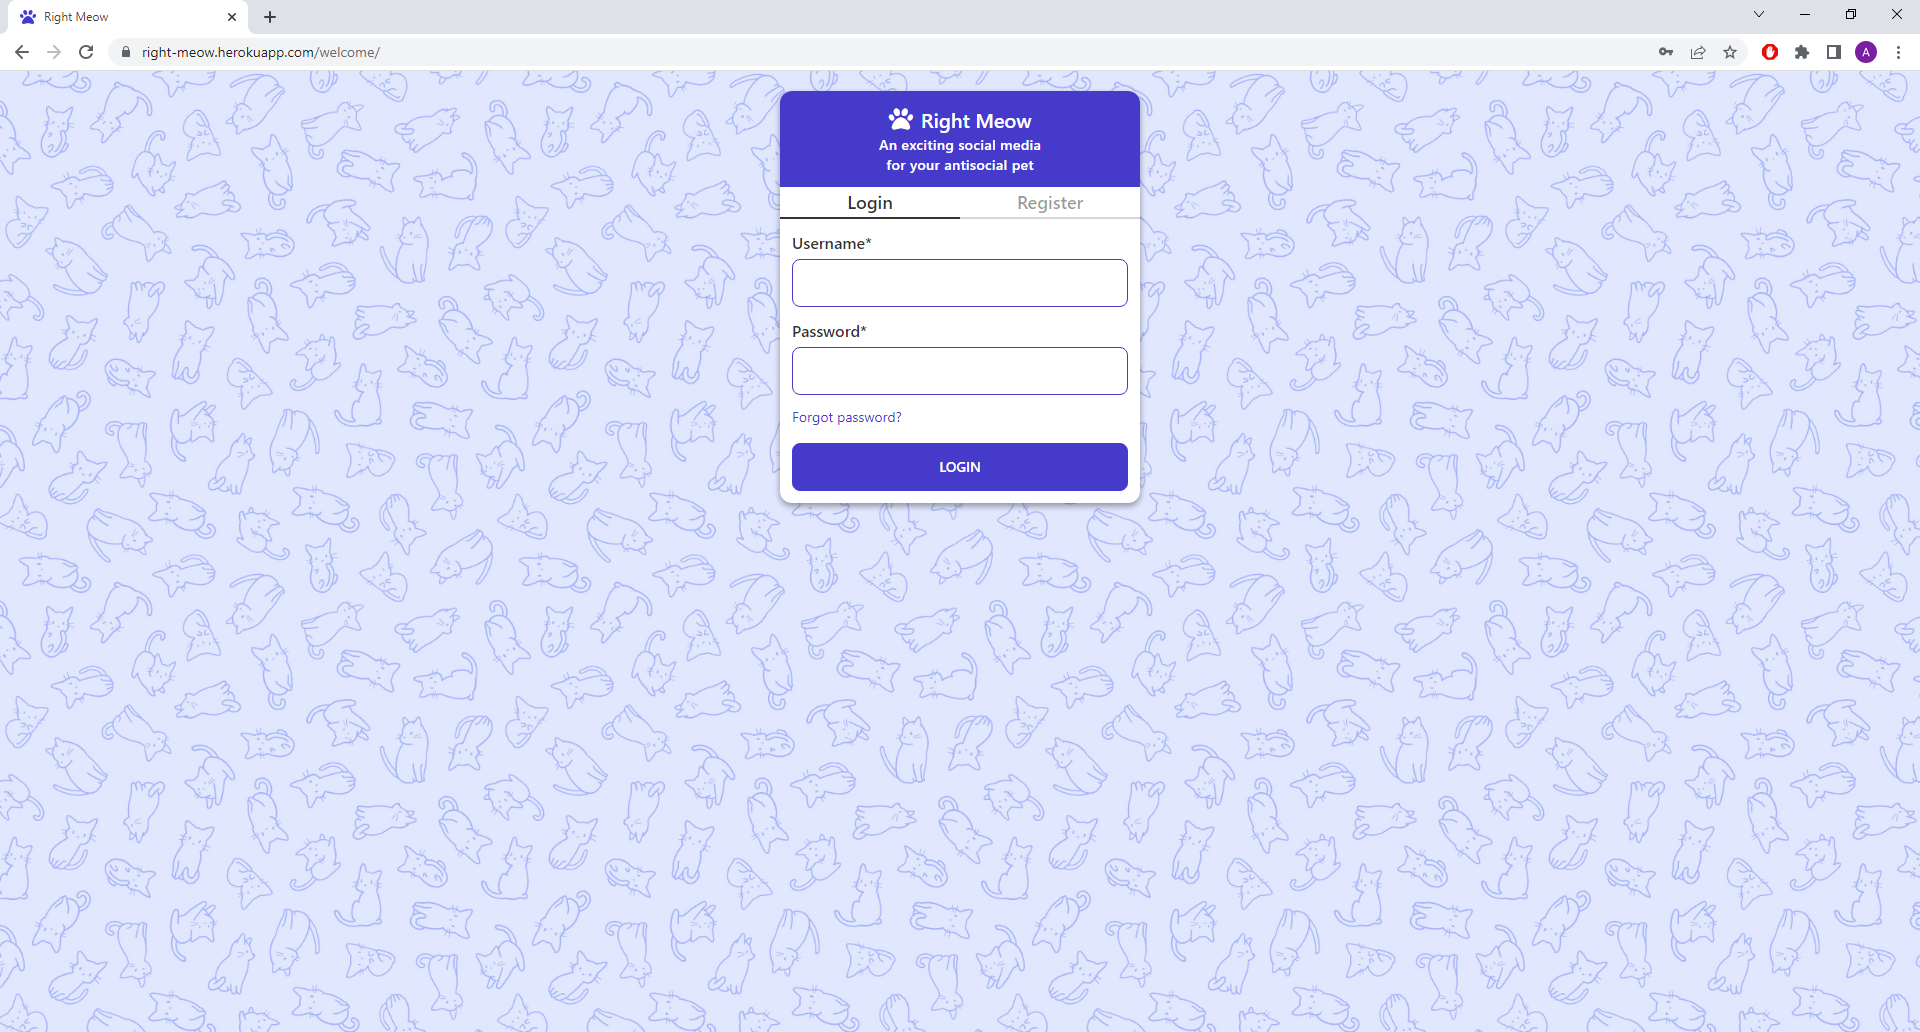 Right Meow
right-meow.herokuapp.com/welcome/
A
Right Meow
An exciting social media
for your antisocial pet
Login Register
Username*
Password*
Forgot password?
LOGIN